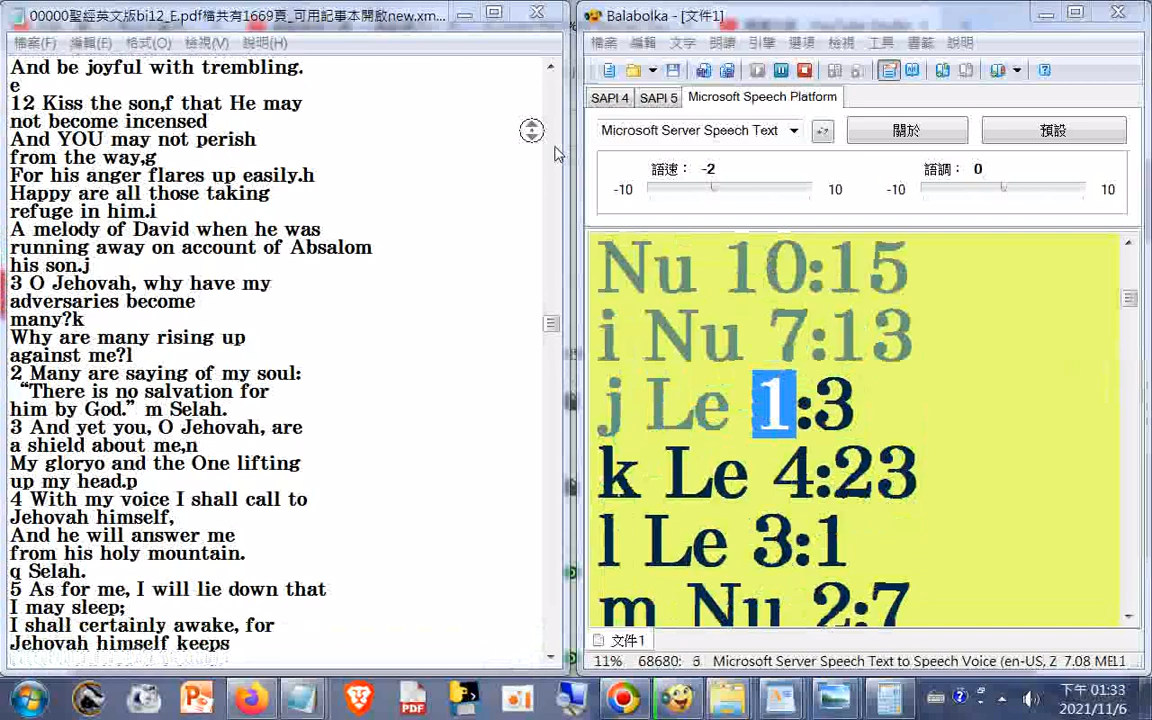 00000聖經英文版bi12_E.pdf檔共有1669頁_可用記事本開啟new.xm...
檔案(F) 編輯(E) 格式(O) 檢視(V) 說明(H)
And be joyful with trembling.
e
12 Kiss the son,f that He may
not become incensed
And YOU may not perish
from the way,g
For his anger flares up easily.h
Happy are all those taking
refuge in him.i
A melody of David when he was
running away on account of Absalom
his son.j
3 O Jehovah, why have my
adversaries become
many?k
Why are many rising up
against me?l
2 Many are saying of my soul:
“There is no salvation for
him by God.” m Selah.
3 And yet you, O Jehovah, are
a shield about me,n
My gloryo and the One lifting
up my head.p
4 With my voice I shall call to
Jehovah himself,
And he will answer me
from his holy mountain.
q Selah.
5 As for me, I will lie down that
I may sleep;
I shall certainly awake, for
Jehovah himself keeps
Balabolka - [文件1]
檔案 編輯 文字 朗讀 引擎 選項 檢視 工具 書籤 說明
SAPI 4 SAPI 5 Microsoft Speech Platform
Microsoft Server Speech Text 關於 預設
語速: -2 語調: 0
-10 10 -10 10
Nu 10:15
i Nu 7:13
j Le 1:3
k Le 4:23
l Le 3:1
m Nu 2:7
文件1
11% 68680: 3 Microsoft Server Speech Text to Speech Voice (en-US, Z 7.08 ME11
PDF
下午 01:33
2021/11/6